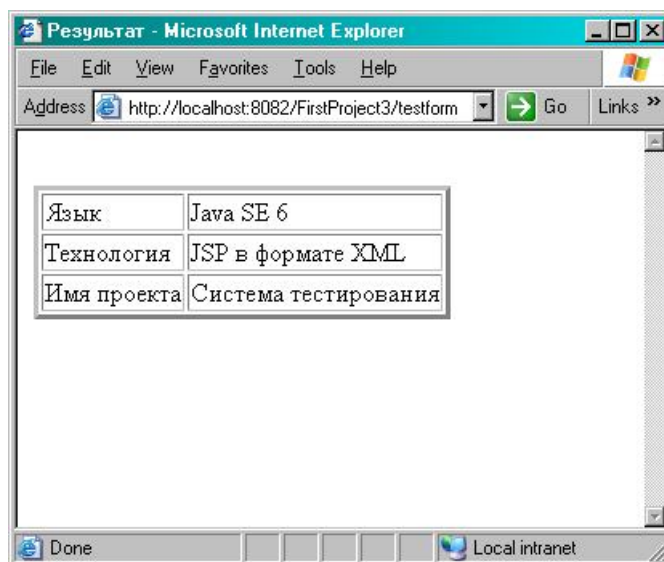 Результат - Microsoft Internet Explorer
File Edit View Favorites Tools Help
Address http://localhost:8082/FirstProject3/testform Go Links »
Язык Java SE 6
Технология JSP в формате XML
Имя проекта Система тестирования
Done Local intranet